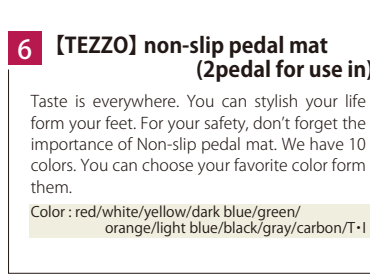 6 【TEZZO】 non-slip pedal mat
(2pedal for use in)
Taste is everywhere. You can stylish your life
form your feet. For your safety, don't forget the
importance of Non-slip pedal mat. We have 10
colors. You can choose your favorite color form
them.
Color : red/white/yellow/dark blue/green/
orange/light blue/black/gray/carbon/T・I